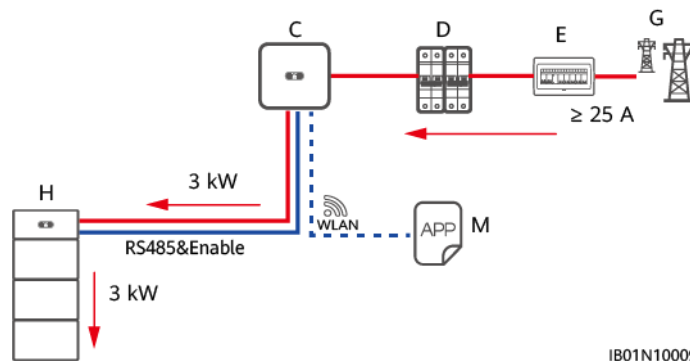 G
C
D
E
≥ 25 A
3 kW
H
WLAN
APP
M
RS485&Enable
3 kW